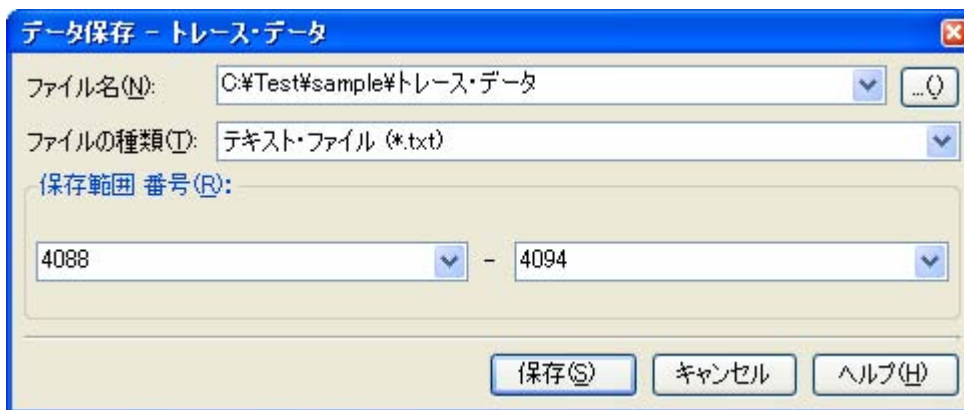 データ保存 - トレース・データ
ファイル名(N): C:¥Test¥sample¥トレース・データ ...()
ファイルの種類(T): テキスト・ファイル (*.txt)
保存範囲 番号(R):
4088 - 4094
保存(S) キャンセル ヘルプ(H)